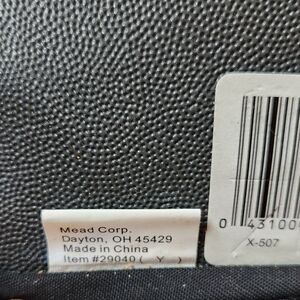 Mead Corp.
Dayton, OH 45429
Made in China
Item #29040 ( Y )
0 43100
X-507